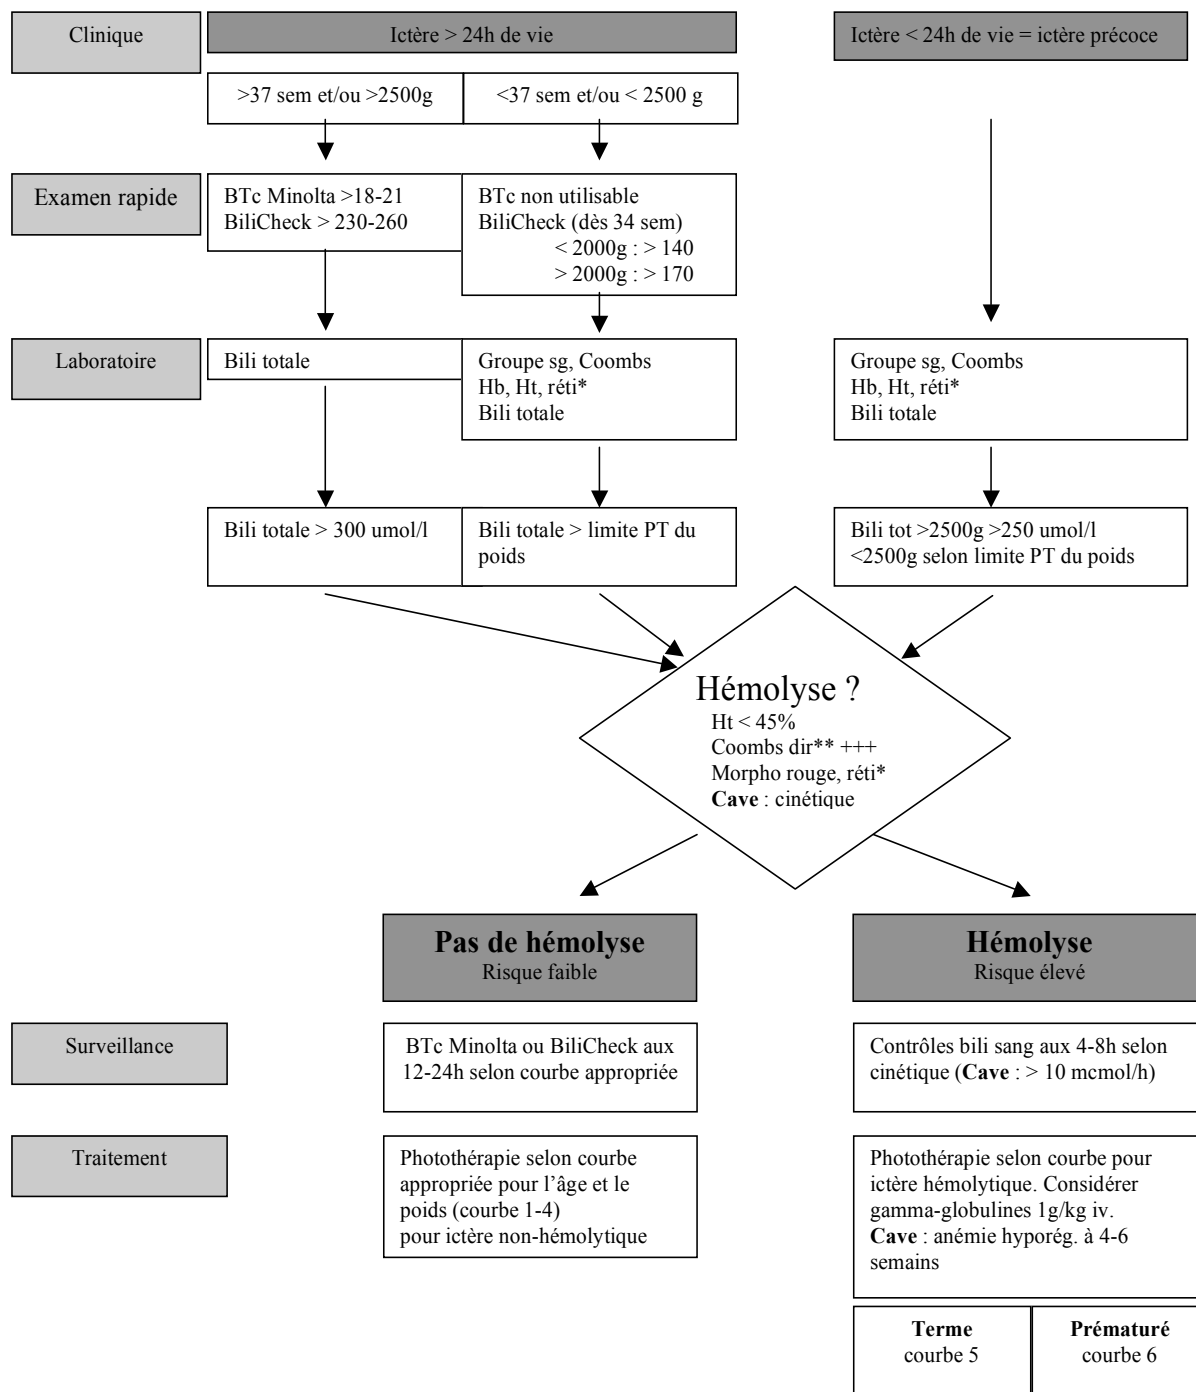 Clinique
Ictère > 24h de vie
Ictère < 24h de vie = ictère précoce
>37 sem et/ou >2500g
<37 sem et/ou < 2500 g
Examen rapide
BTc Minolta >18-21
BiliCheck > 230-260
BTc non utilisable
BiliCheck (dès 34 sem)
< 2000g : > 140
> 2000g : > 170
Laboratoire
Bili totale
Groupe sg, Coombs
Hb, Ht, réti*
Bili totale
Groupe sg, Coombs
Hb, Ht, réti*
Bili totale
Bili totale > 300 umol/l
Bili totale > limite PT du
poids
Bili tot >2500g >250 umol/l
<2500g selon limite PT du poids
Hémolyse ?
Ht < 45%
Coombs dir** +++
Morpho rouge, réti*
Cave : cinétique
Pas de hémolyse
Risque faible
Hémolyse
Risque élevé
Surveillance
BTc Minolta ou BiliCheck aux
12-24h selon courbe appropriée
Contrôles bili sang aux 4-8h selon
cinétique (Cave : > 10 mcmol/h)
Traitement
Photothérapie selon courbe
appropriée pour l'âge et le
poids (courbe 1-4)
pour ictère non-hémolytique
Photothérapie selon courbe pour
ictère hémolytique. Considérer
gamma-globulines 1g/kg iv.
Cave : anémie hyporég. à 4-6
semains
Terme
courbe 5
Prématuré
courbe 6